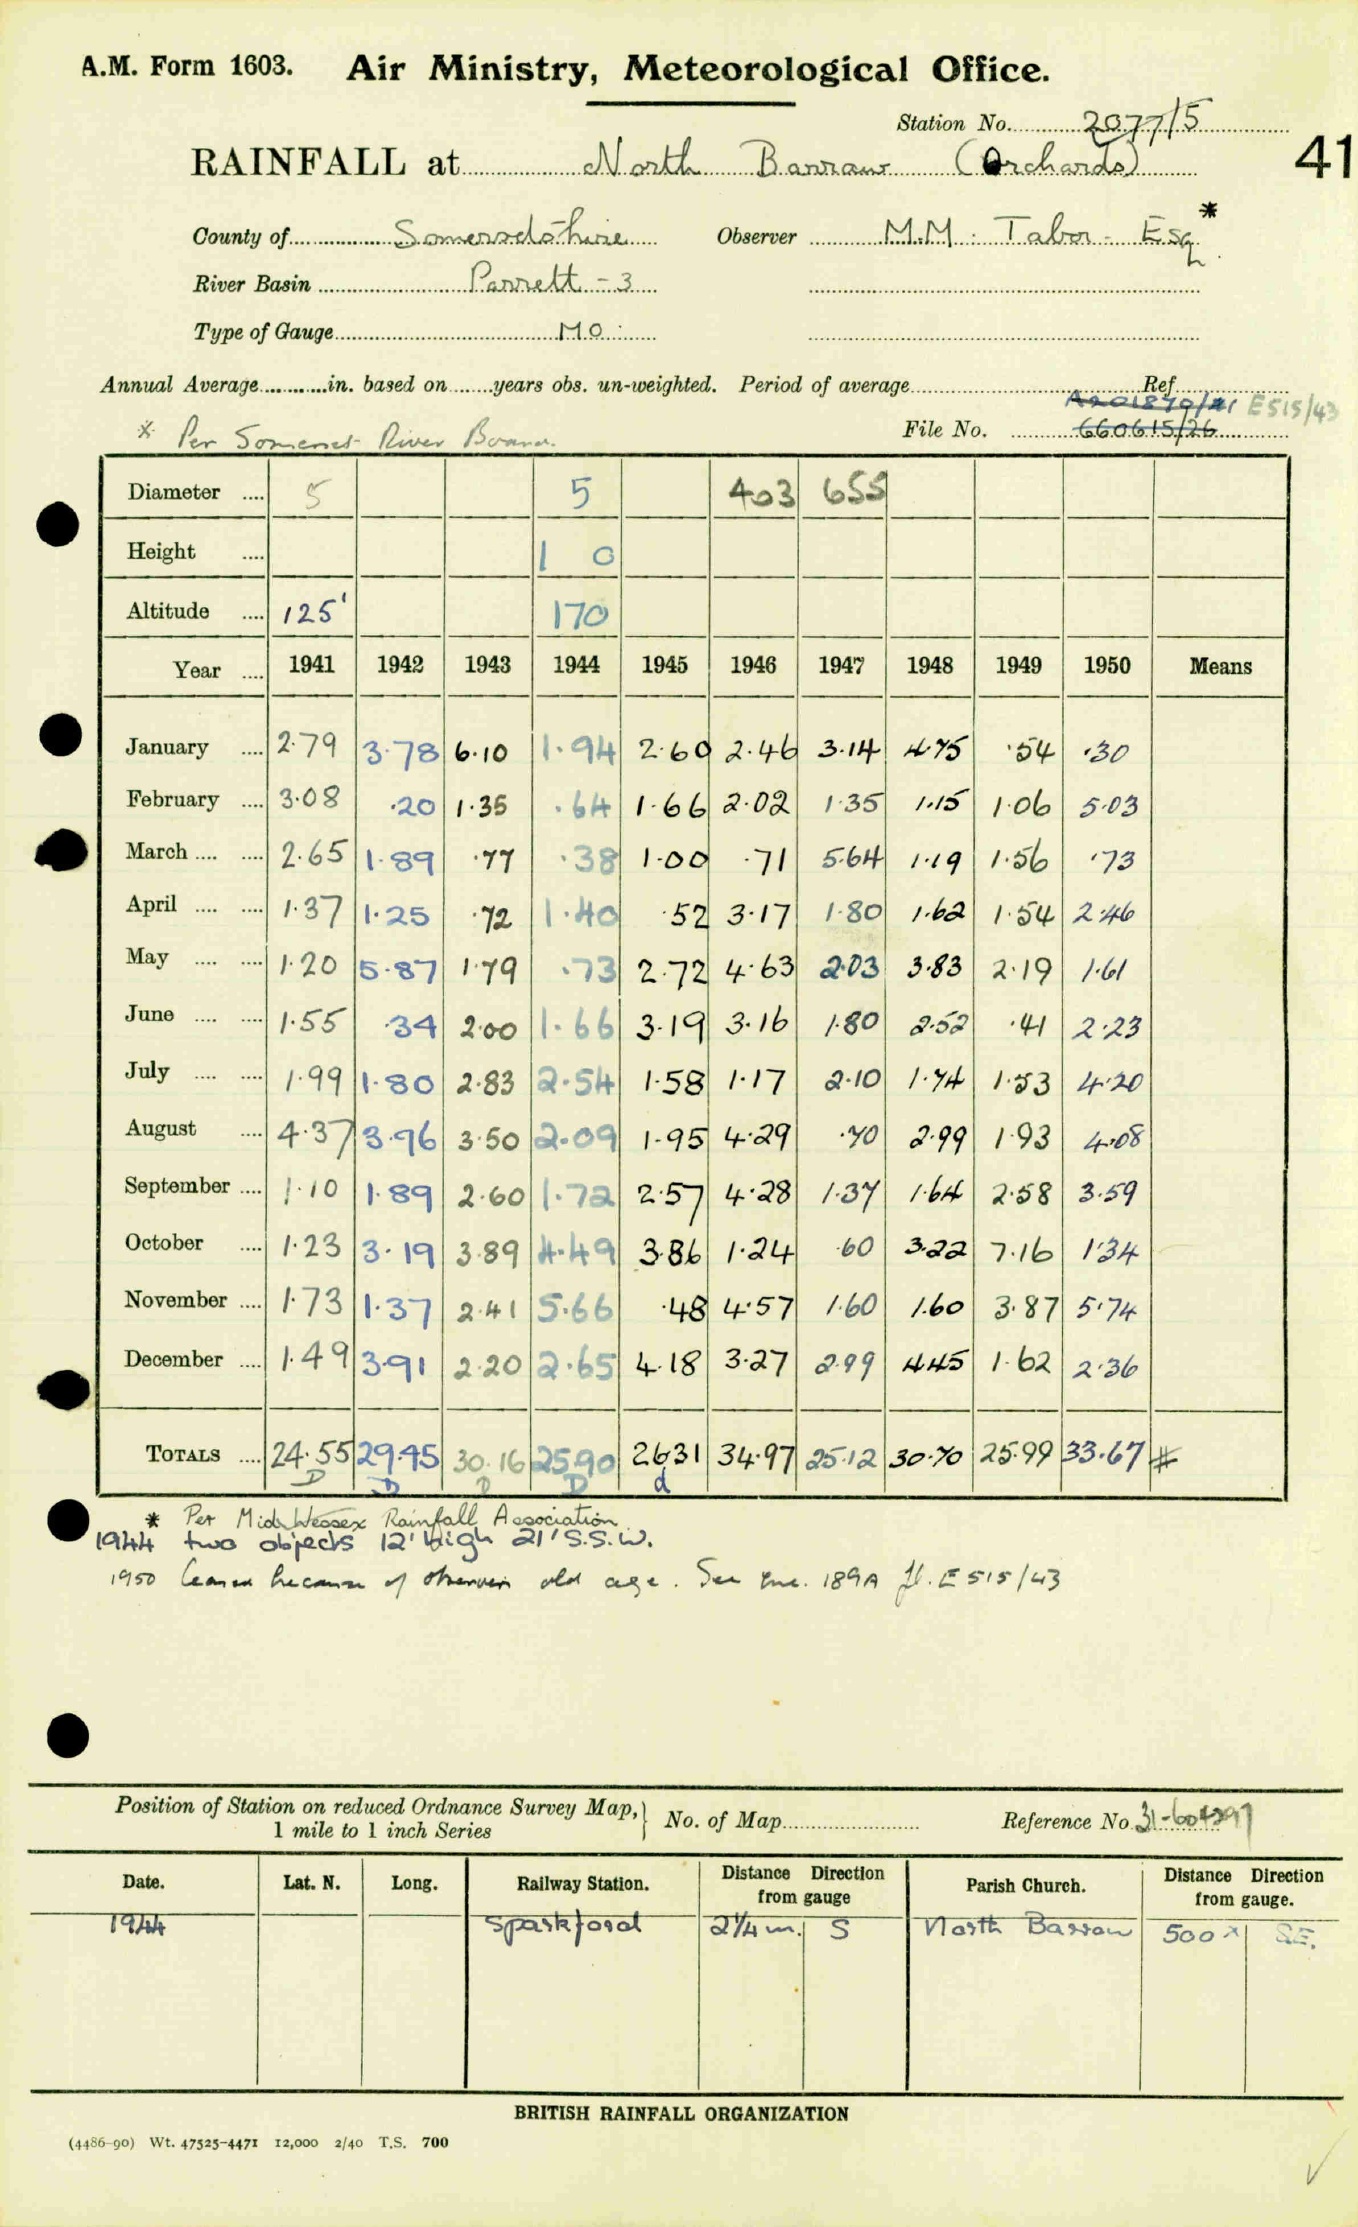 A.M. Form 1603. Air Ministry, Meteorological Office.
Station No. 2077/5
41
RAINFALL at North Barrow (Orchards)
County of Somersetshire Observer M.M. Tabor Esq *
River Basin Parrett - 3
Type of Gauge M O
Annual Average in. based on years obs. un-weighted. Period of average Ref.
A201870/41 E515/43
* Per Somerset River Board.
File No. 660615/26
Diameter 5 5 403 655
Height 1 0
Altitude 125' 170
Year 1941 1942 1943 1944 1945 1946 1947 1948 1949 1950 Means
January 2.79 3.78 6.10 1.94 2.60 2.46 3.14 4.75 .54 .30
February 3.08 .20 1.35 .64 1.66 2.02 1.35 1.15 1.06 5.03
March 2.65 1.89 .77 .38 1.00 .71 5.64 1.19 1.56 .73
April 1.37 1.25 .72 1.40 .52 3.17 1.80 1.62 1.54 2.46
May 1.20 5.87 1.79 .73 2.72 4.63 2.03 3.83 2.19 1.61
June 1.55 .34 2.00 1.66 3.19 3.16 1.80 2.52 .41 2.23
July 1.99 1.80 2.83 2.54 1.58 1.17 2.10 1.74 1.53 4.20
August 4.37 3.96 3.50 2.09 1.95 4.29 .70 2.99 1.93 4.08
September 1.10 1.89 2.60 1.72 2.57 4.28 1.37 1.64 2.58 3.59
October 1.23 3.19 3.89 4.49 3.86 1.24 .60 3.22 7.16 1.34
November 1.73 1.37 2.41 5.66 .48 4.57 1.60 1.60 3.87 5.74
December 1.49 3.91 2.20 2.65 4.18 3.27 2.99 4.45 1.62 2.36
TOTALS 24.55 29.45 30.16 25.90 26.31 34.97 25.12 30.70 25.99 33.67 #
D D D D d
* Per Mid Wessex Rainfall Association
1944 two objects 12' high 21' S.S.W.
1950 Ceased because of observers old age. See enc. 189A fl. E515/43
Position of Station on reduced Ordnance Survey Map,
1 mile to 1 inch Series
No. of Map Reference No 31-604291
Date. Lat. N. Long. Railway Station. Distance Direction from gauge Parish Church. Distance Direction from gauge.
1944 Sparkford 2 1/4 m. S North Barrow 500 x S.E.
BRITISH RAINFALL ORGANIZATION
(4486-90) Wt. 47525-4471 12,000 2/40 T.S. 700